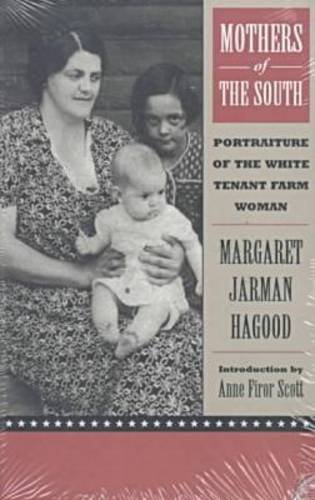 MOTHERS
of
THE SOUTH
PORTRAITURE
OF THE WHITE
TENANT FARM
WOMAN
MARGARET
JARMAN
HAGOOD
Introduction by
Anne Firor Scott